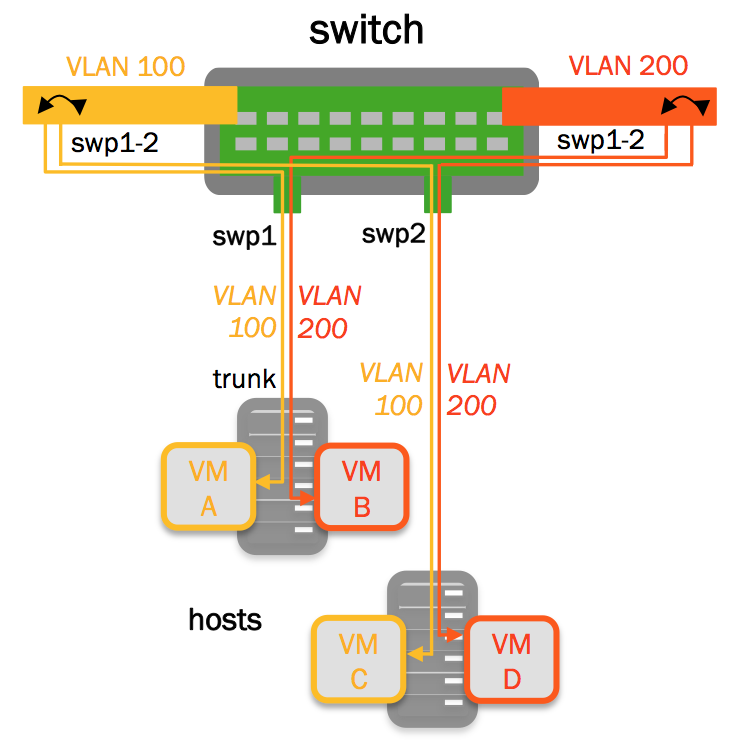 switch
VLAN 100
VLAN 200
swp1-2
swp1-2
swp1
swp2
VLAN
100
VLAN
200
trunk
VLAN
100
VLAN
200
VM
A
VM
B
hosts
VM
C
VM
D